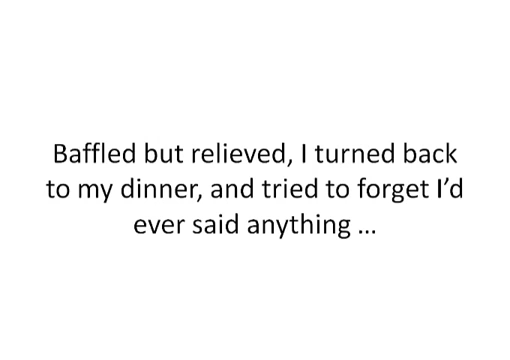 Baffled but relieved, I turned back
to my dinner, and tried to forget I’d
ever said anything …